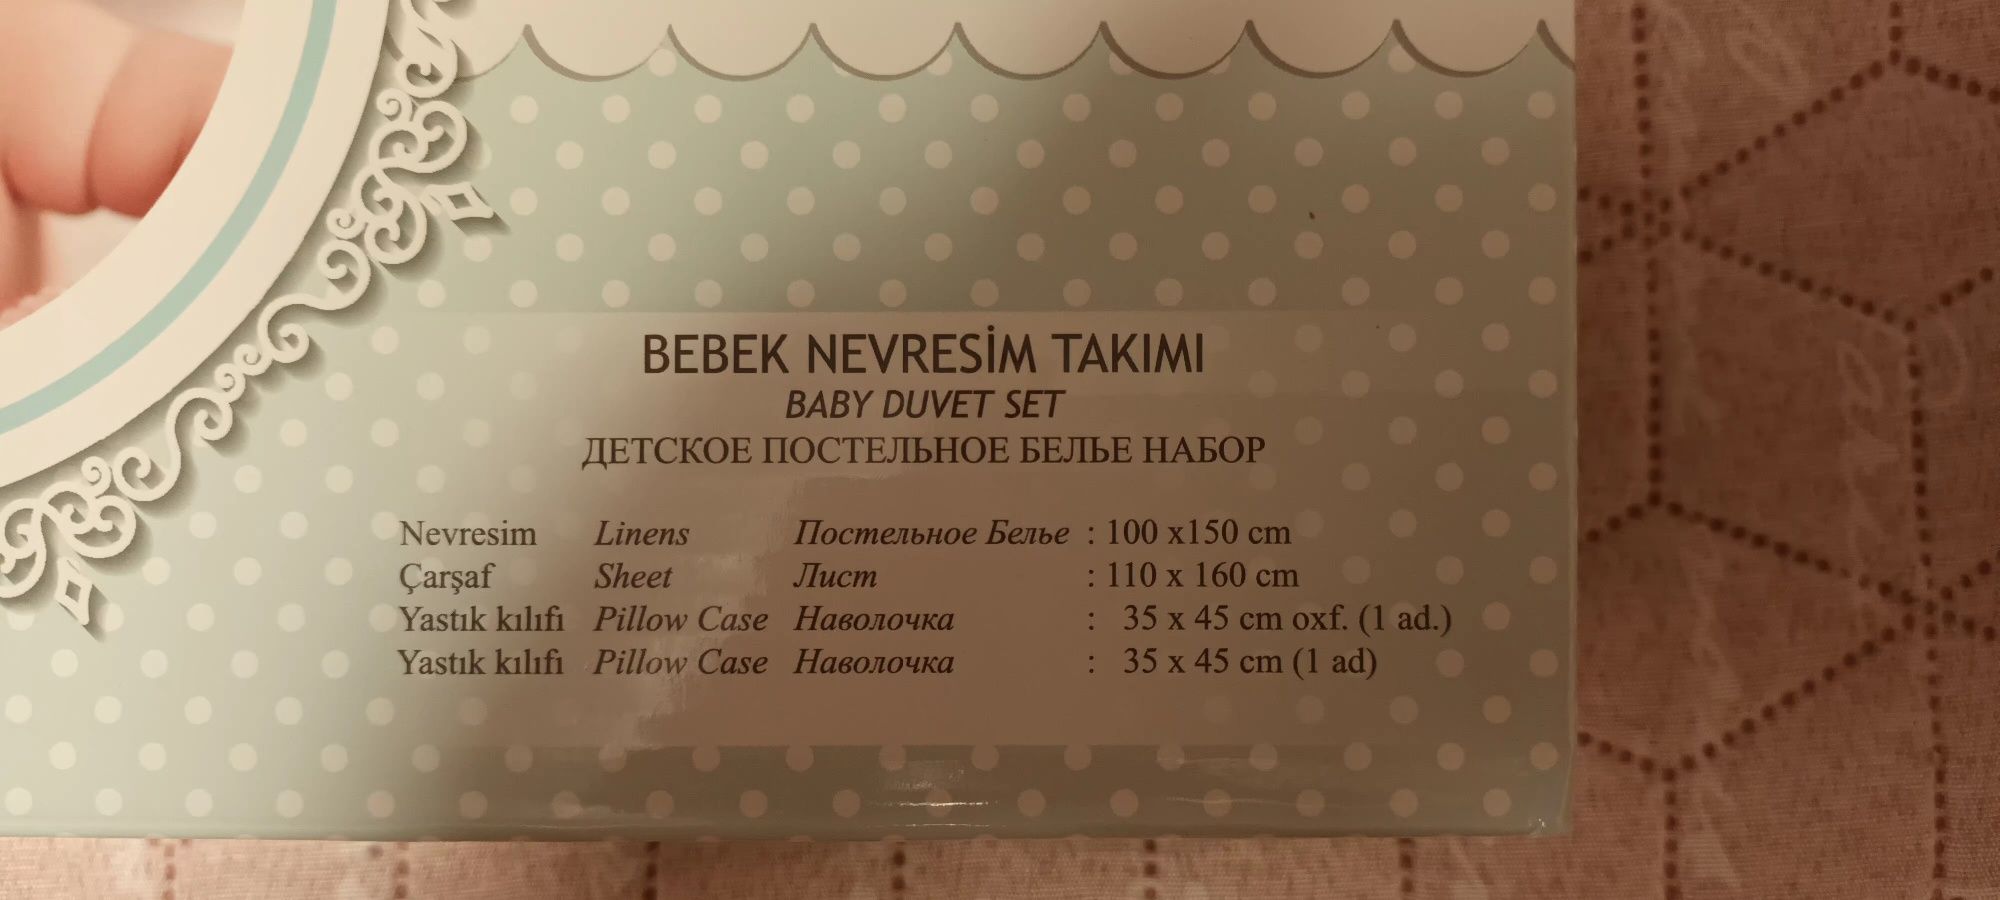 BEBEK NEVRESİM TAKIMI
BABY DUVET SET
ДЕТСКОЕ ПОСТЕЛЬНОЕ БЕЛЬЕ НАБОР
Nevresim Linens Постельное Белье : 100 x150 cm
Çarşaf Sheet Лист : 110 x 160 cm
Yastık kılıfı Pillow Case Наволочка : 35 x 45 cm oxf. (1 ad.)
Yastık kılıfı Pillow Case Наволочка : 35 x 45 cm (1 ad)